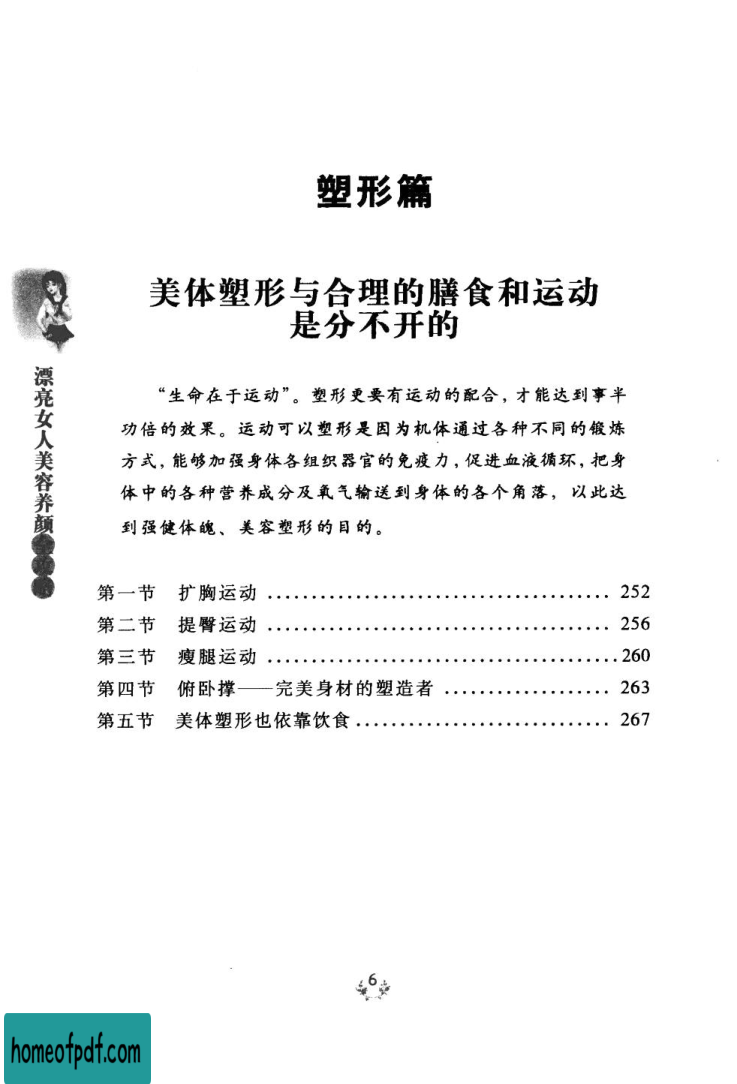 塑形篇
美体塑形与合理的膳食和运动
是分不开的
“生命在于运动”。塑形更要有运动的配合，才能达到事半
功倍的效果。运动可以塑形是因为机体通过各种不同的锻炼
方式，能够加强身体各组织器官的免疫力，促进血液循环，把身
体中的各种营养成分及氧气输送到身体的各个角落，以此达
到强健体魄、美容塑形的目的。
第一节 扩胸运动 ...................................... 252
第二节 提臀运动 ...................................... 256
第三节 瘦腿运动 ...................................... 260
第四节 俯卧撑——完美身材的塑造者 ................... 263
第五节 美体塑形也依靠饮食 ............................ 267
漂亮女人美容养颜
6
homeofpdf.com